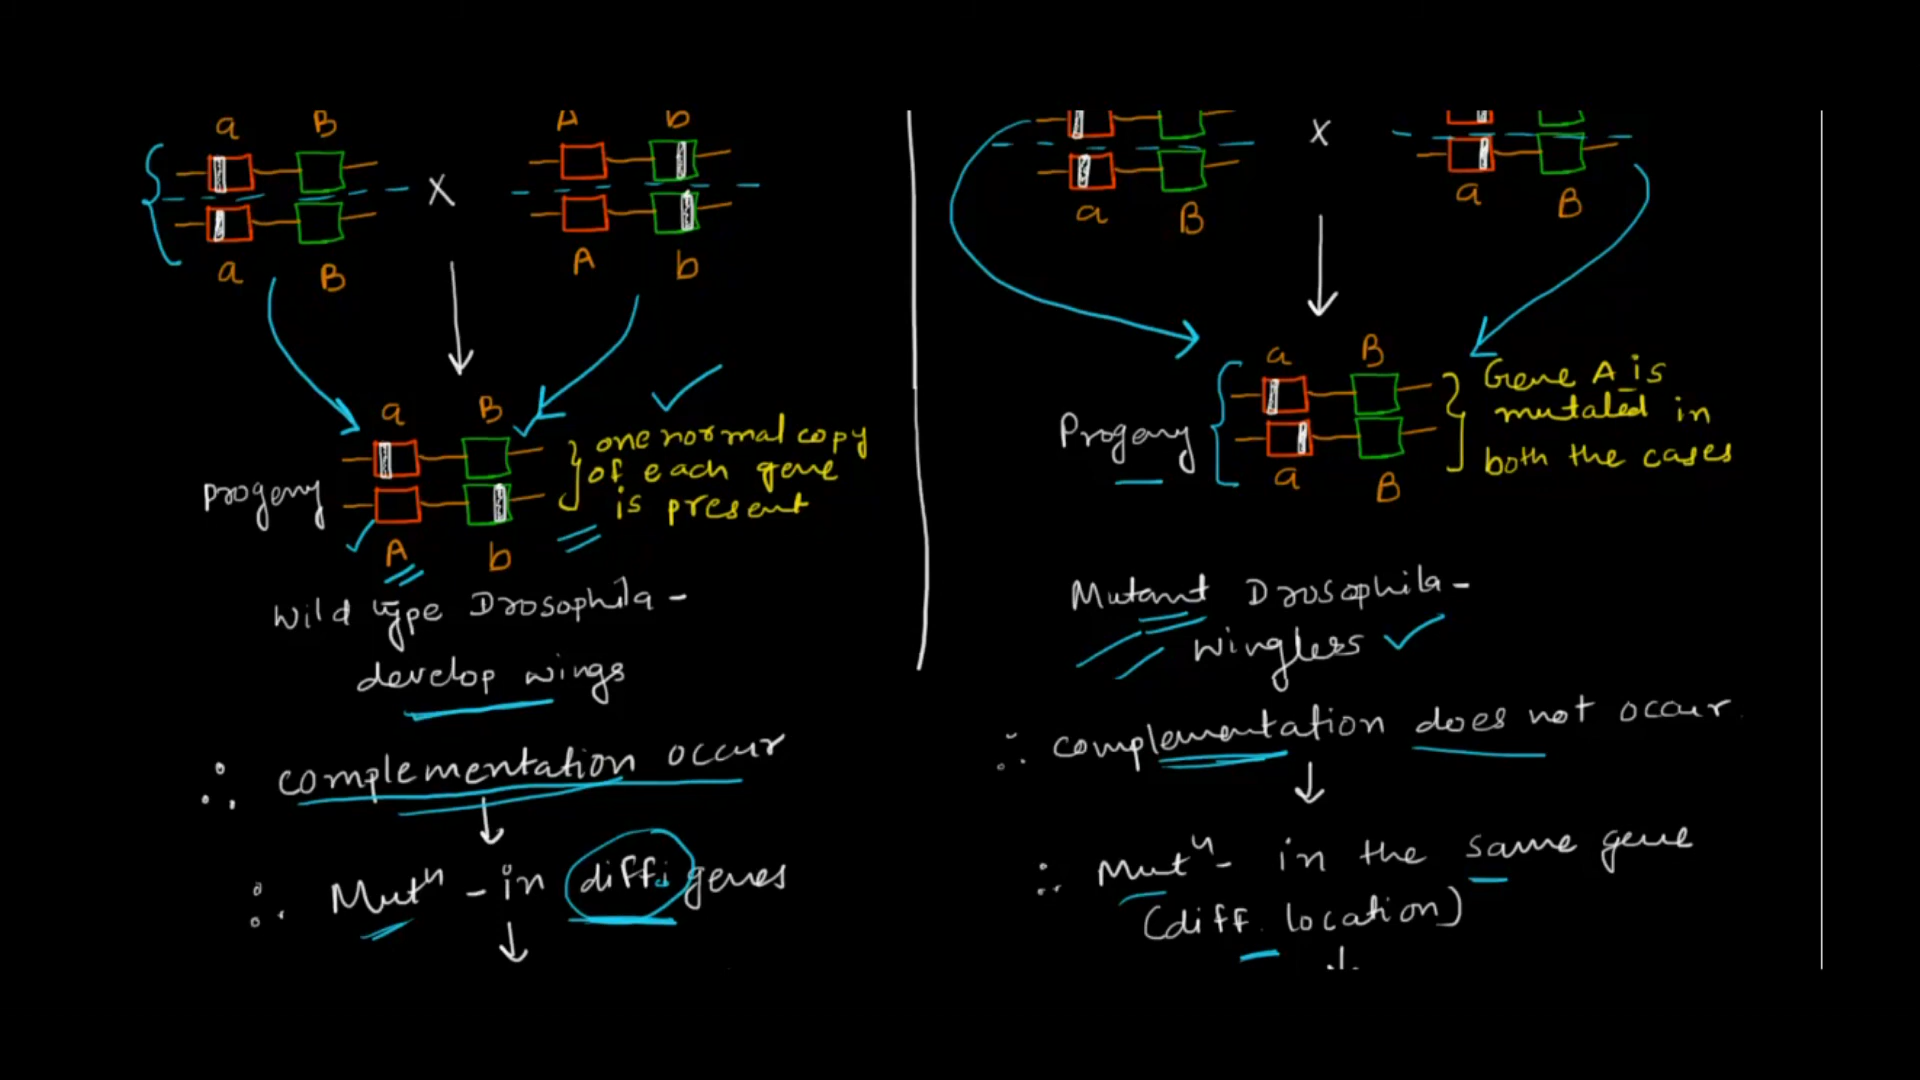 a B A b
X
a B A b
a B
progeny
A b
one normal copy
of each gene
is present
Wild type Drosophila -
develop wings
∴ complementation occur
↓
∴ Mutⁿ - in diff. genes
↓
X
a B a B
Progeny
a B
a B
Gene A is
mutated in
both the cases
Mutant Drosophila -
wingless
∴ complementation does not occur.
↓
∴ Mutⁿ - in the same gene
(diff. location)